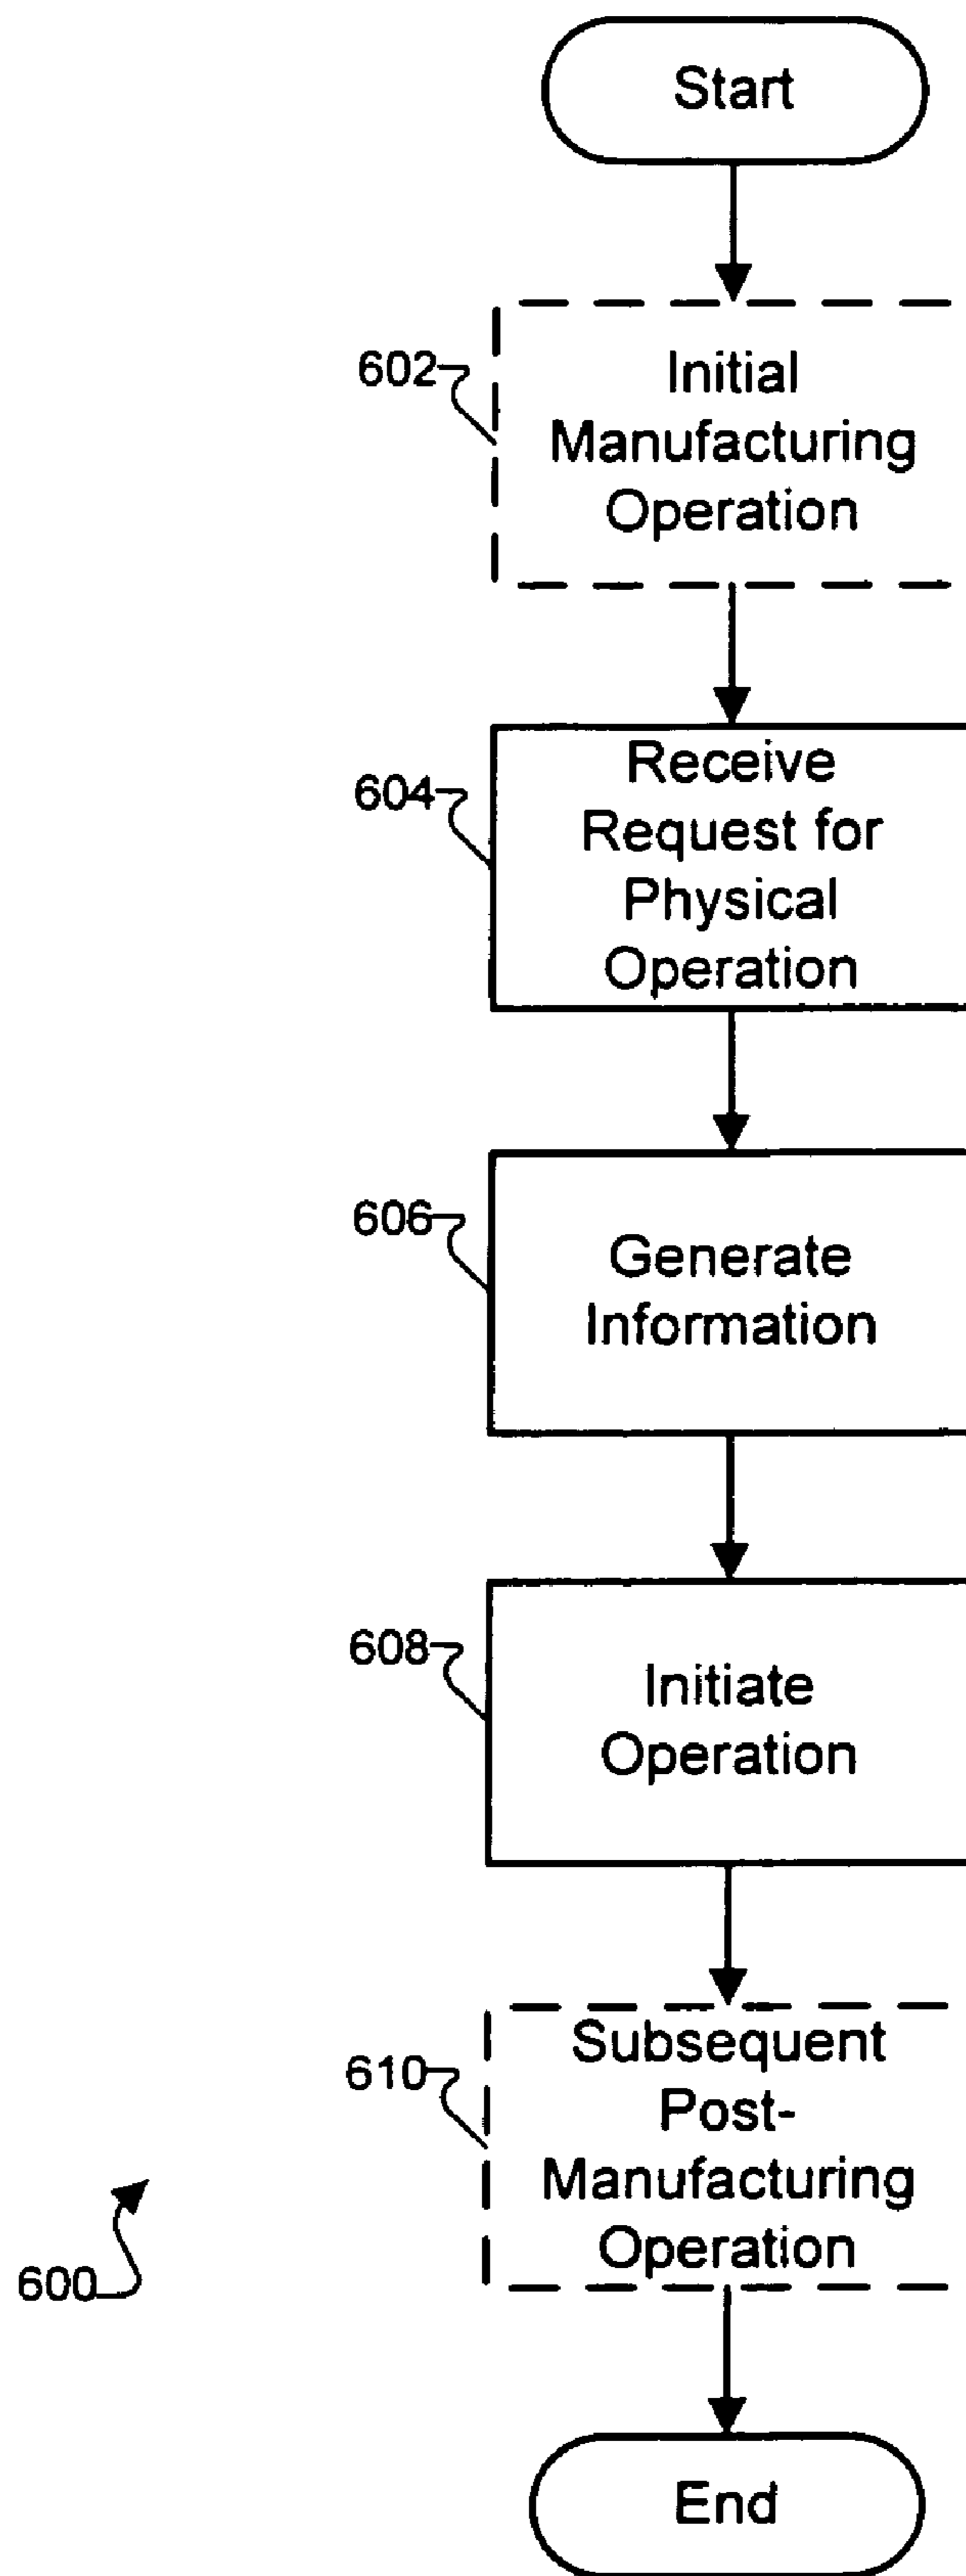 Start
602
Initial
Manufacturing
Operation
604
Receive
Request for
Physical
Operation
606
Generate
Information
608
Initiate
Operation
610
Subsequent
Post-
Manufacturing
Operation
600
End